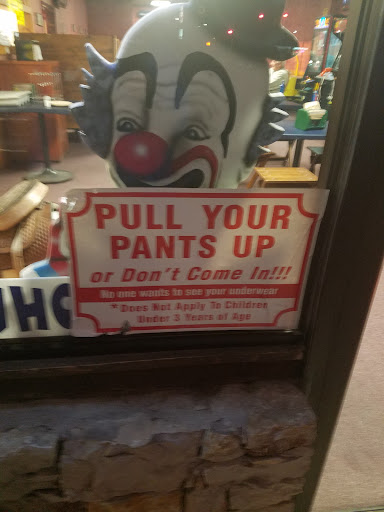 PULL YOUR
PANTS UP
or Don't Come In!!!
No one wants to see your underwear
*Does Not Apply To Children
Under 3 Years of Age
UHC